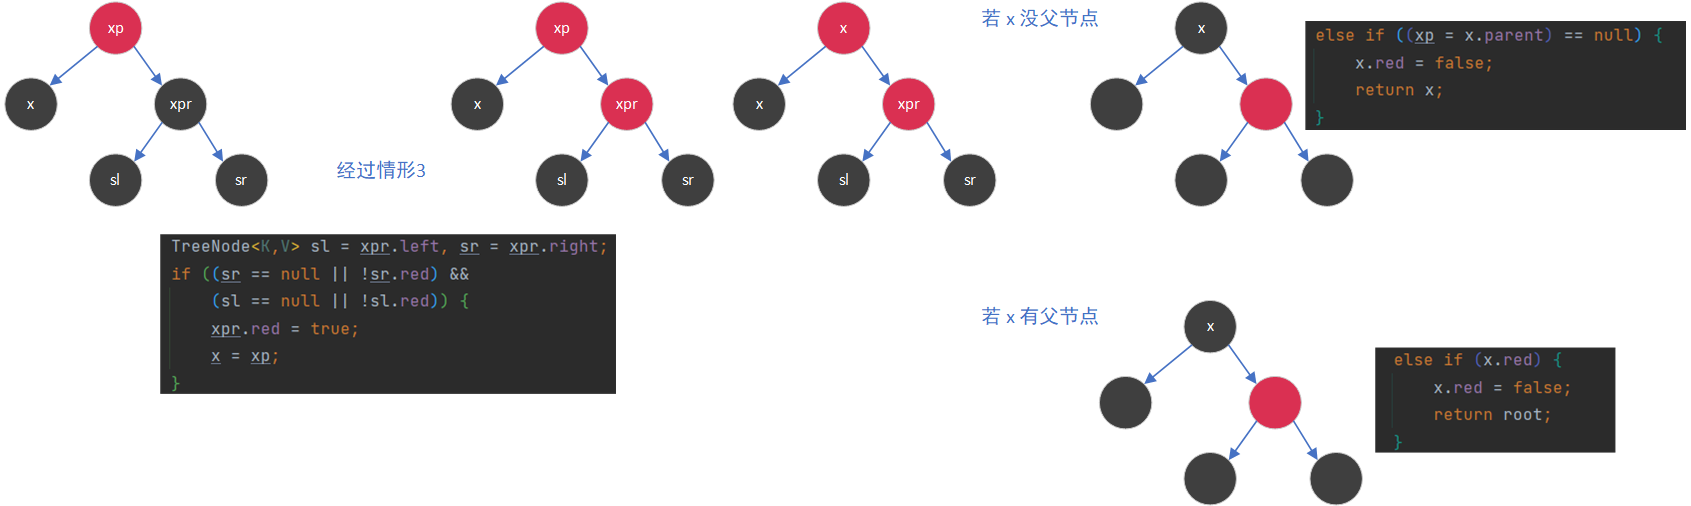 xp
x
xpr
sl
sr
经过情形3
TreeNode<K,V> sl = xpr.left, sr = xpr.right;
if ((sr == null || !sr.red) &&
(sl == null || !sl.red)) {
xpr.red = true;
x = xp;
}
xp
x
xpr
sl
sr
x
x
xpr
sl
sr
若 x 没父节点
x
else if ((xp = x.parent) == null) {
x.red = false;
return x;
}
若 x 有父节点
x
else if (x.red) {
x.red = false;
return root;
}